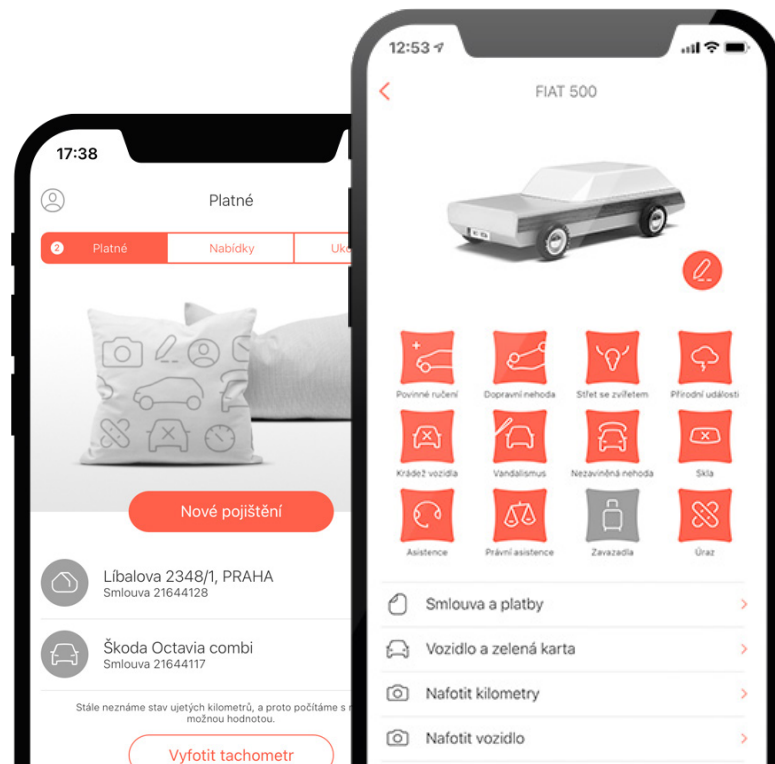 17:38
Platné
2 Platné Nabídky
Nové pojištění
Líbalova 2348/1, PRAHA
Smlouva 21644128
Škoda Octavia combi
Smlouva 21644117
Stále neznáme stav ujetých kilometrů, a proto počítáme s
možnou hodnotou.
Vyfotit tachometr
12:53
FIAT 500
Povinné ručení Dopravní nehoda Střet se zvířetem Přírodní události
Krádež vozidla Vandalismus Nezaviněná nehoda Skla
Asistence Právní asistence Zavazadla Úraz
Smlouva a platby
Vozidlo a zelená karta
Nafotit kilometry
Nafotit vozidlo